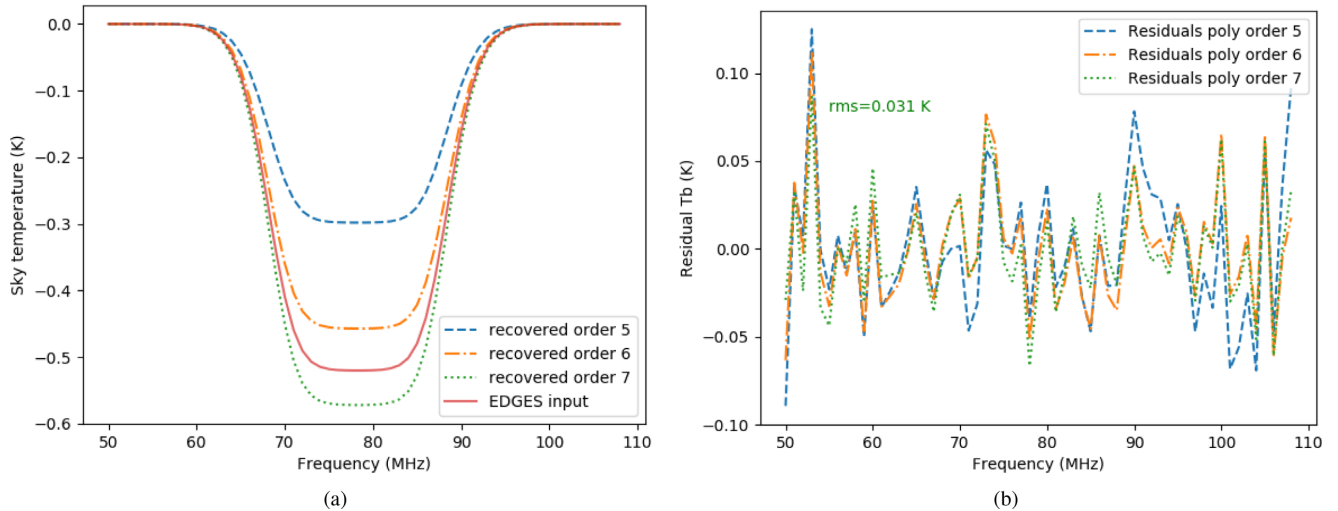 0.0
−0.1
−0.2
−0.3
−0.4
−0.5
−0.6
Sky temperature (K)
recovered order 5
recovered order 6
recovered order 7
EDGES input
50 60 70 80 90 100 110
Frequency (MHz)
(a)
0.10
0.05
0.00
−0.05
−0.10
Residual Tb (K)
Residuals poly order 5
Residuals poly order 6
Residuals poly order 7
rms=0.031 K
50 60 70 80 90 100 110
Frequency (MHz)
(b)